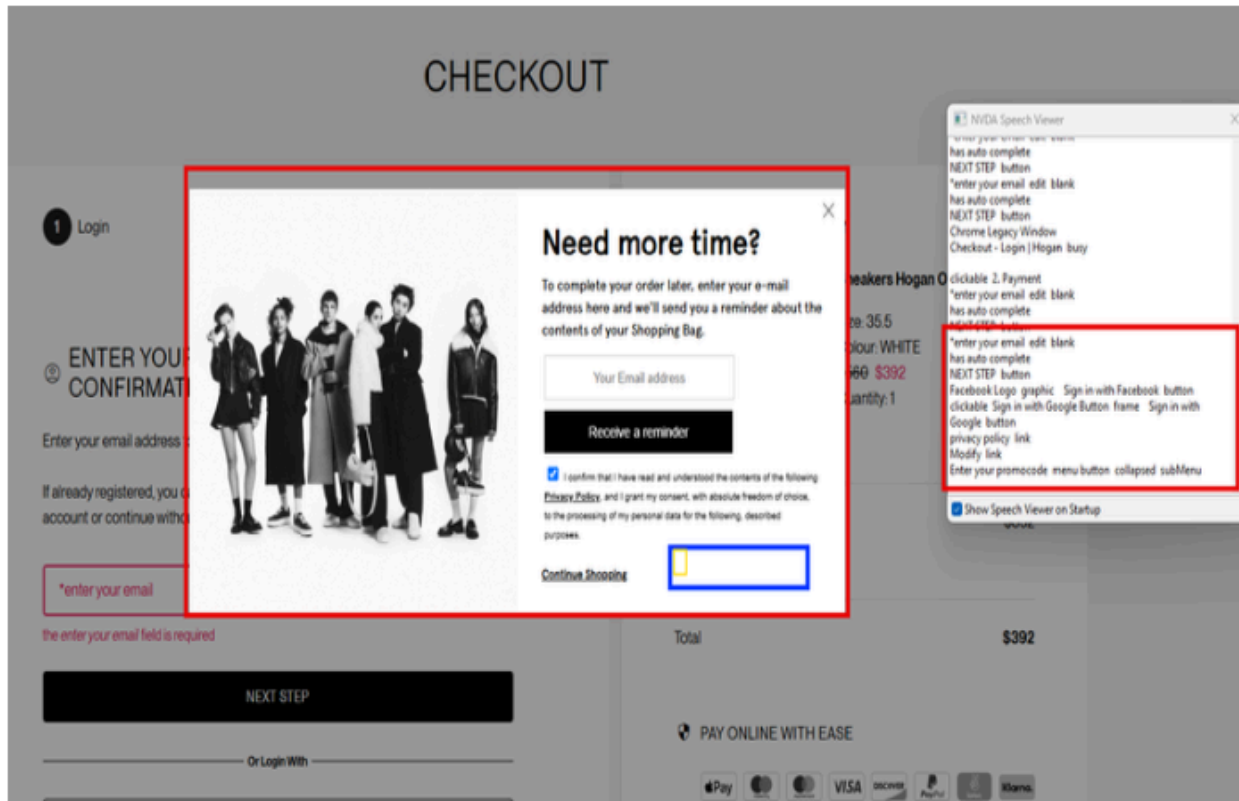 CHECKOUT
1 Login
ENTER YOUR
CONFIRMATI
Enter your email address
If already registered, you
account or continue witho
*enter your email
the enter your email field is required
NEXT STEP
Or Login With
Need more time?
To complete your order later, enter your e-mail
address here and we'll send you a reminder about the
contents of your Shopping Bag.
Your Email address
Receive a reminder
I confirm that I have read and understood the contents of the following
Privacy Policy, and I grant my consent, with absolute freedom of choice,
to the processing of my personal data for the following, described
purposes.
Continue Shopping
neakers Hogan O
ze: 35.5
olour: WHITE
$392
uantity: 1
Total
$392
PAY ONLINE WITH EASE
Pay
VISA
DISCOVER
PayPal
Klarna.
NVDA Speech Viewer
has auto complete
NEXT STEP button
*enter your email edit blank
has auto complete
NEXT STEP button
Chrome Legacy Window
Checkout - Login | Hogan busy
clickable 2. Payment
*enter your email edit blank
has auto complete
NEXT STEP button
*enter your email edit blank
has auto complete
NEXT STEP button
Facebook Logo graphic Sign in with Facebook button
clickable Sign in with Google Button frame Sign in with
Google button
privacy policy link
Modify link
Enter your promocode menu button collapsed subMenu
Show Speech Viewer on Startup